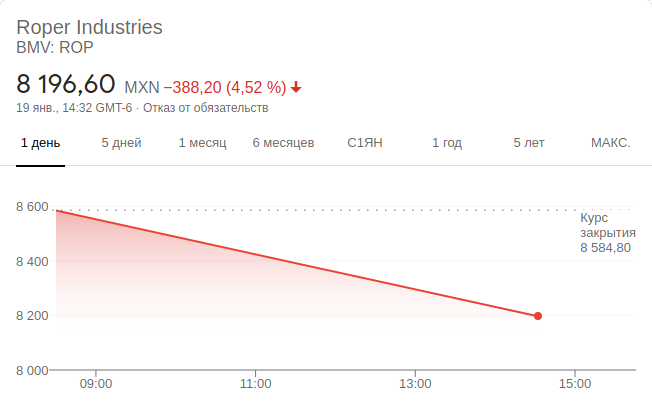 Roper Industries
BMV: ROP
8 196,60 MXN −388,20 (4,52 %)
19 янв., 14:32 GMT-6 · Отказ от обязательств
1 день 5 дней 1 месяц 6 месяцев С1ЯН 1 год 5 лет МАКС.
8 600
Курс
закрытия
8 584,80
8 400
8 200
8 000
09:00 11:00 13:00 15:00